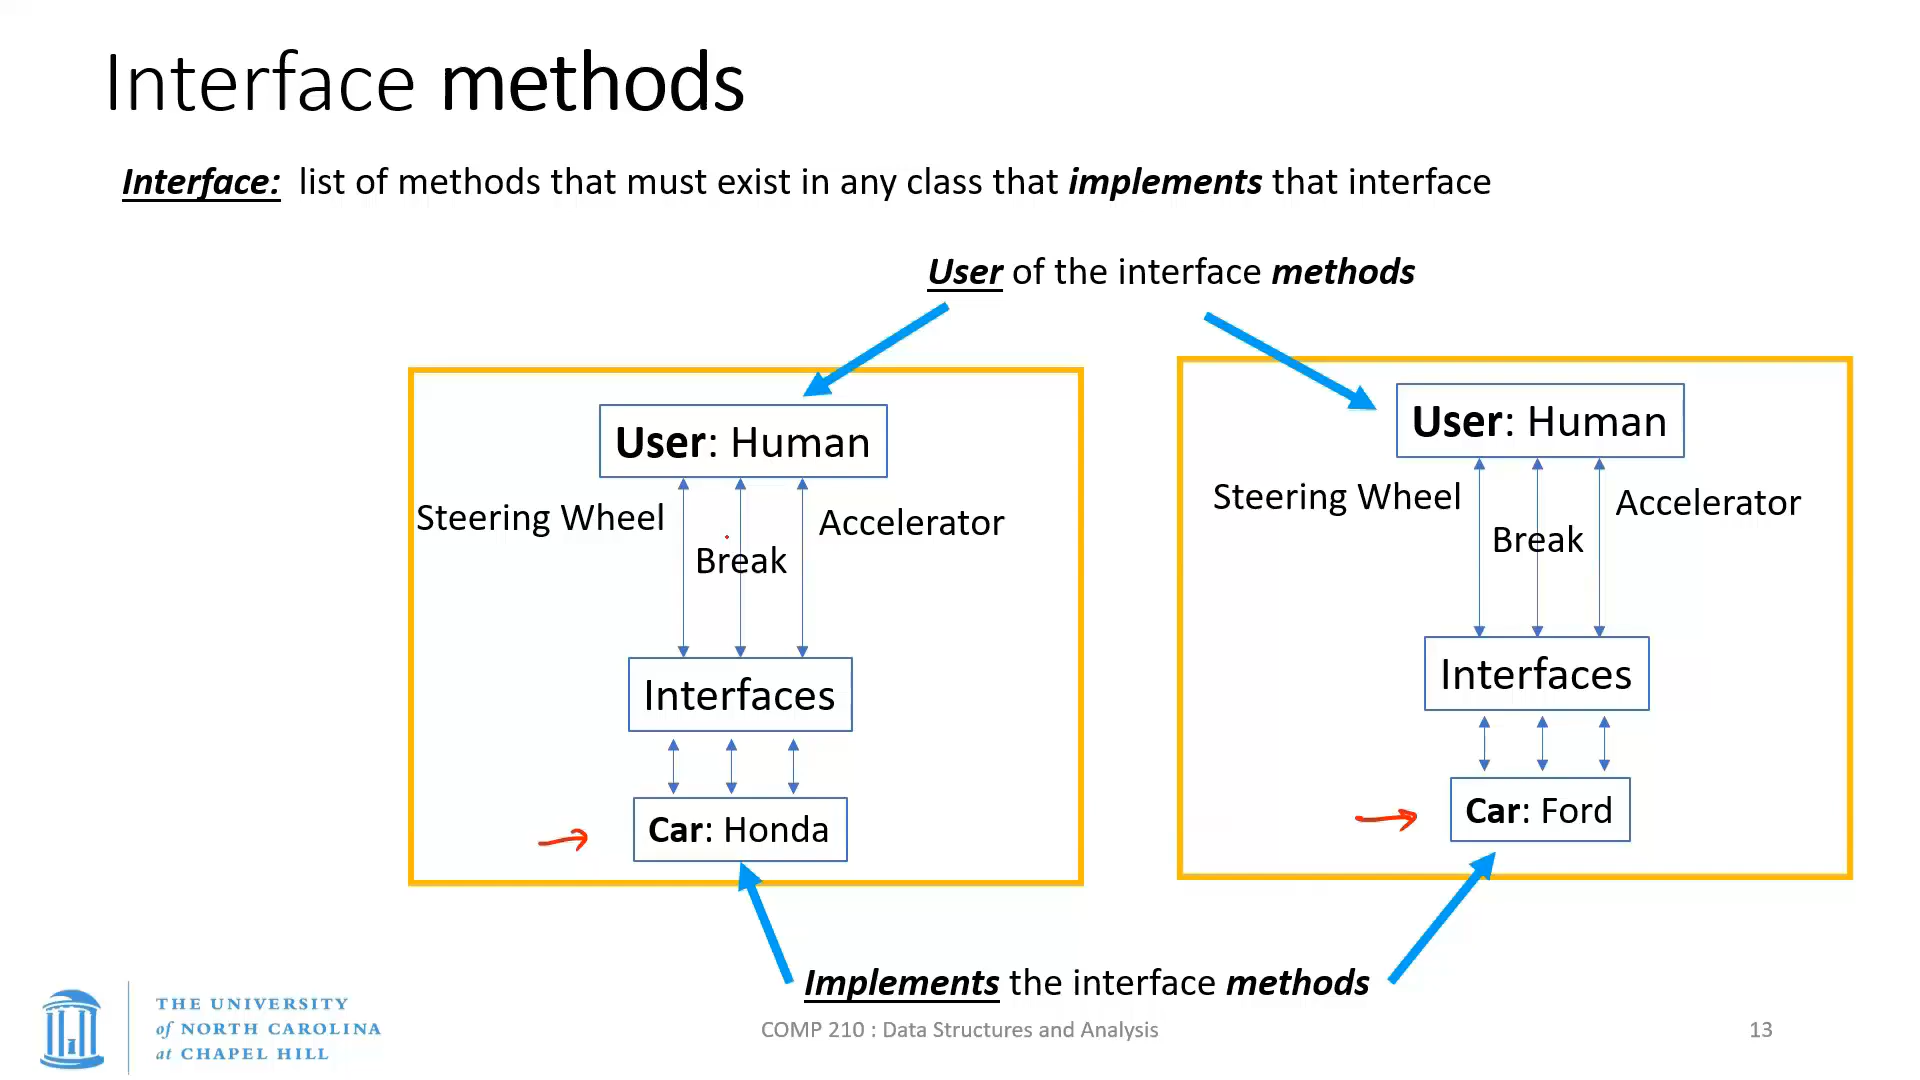 Interface methods
Interface: list of methods that must exist in any class that implements that interface
User of the interface methods
User: Human
Steering Wheel
Accelerator
Break
Interfaces
Car: Honda
User: Human
Steering Wheel
Accelerator
Break
Interfaces
Car: Ford
Implements the interface methods
THE UNIVERSITY
of NORTH CAROLINA
at CHAPEL HILL
COMP 210 : Data Structures and Analysis
13